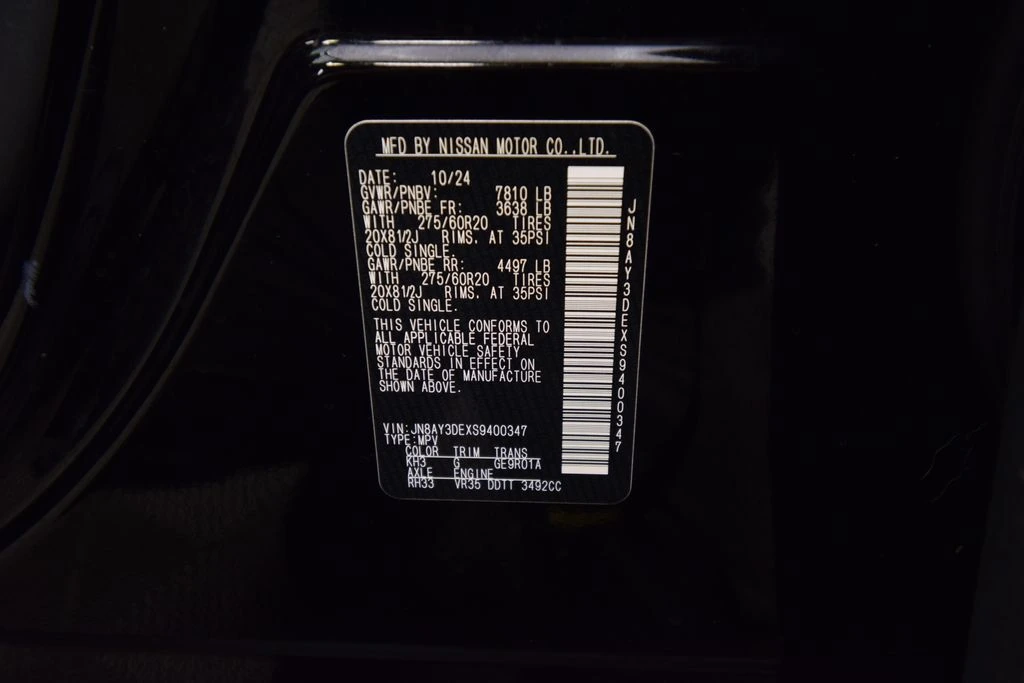 MFD BY NISSAN MOTOR CO.,LTD.
DATE: 10/24
GVWR/PNBV: 7810 LB
GAWR/PNBE FR: 3638 LB
WITH 275/60R20 TIRES
20X81/2J RIMS. AT 35PSI
COLD SINGLE.
GAWR/PNBE RR: 4497 LB
WITH 275/60R20 TIRES
20X81/2J RIMS. AT 35PSI
COLD SINGLE.
THIS VEHICLE CONFORMS TO
ALL APPLICABLE FEDERAL
MOTOR VEHICLE SAFETY
STANDARDS IN EFFECT ON
THE DATE OF MANUFACTURE
SHOWN ABOVE.
VIN:JN8AY3DEXS9400347
TYPE:MPV
COLOR TRIM TRANS
KH3 G GE9R01A
AXLE ENGINE
RH33 VR35 DDTT 3492CC
JN8AY3DEXS9400347